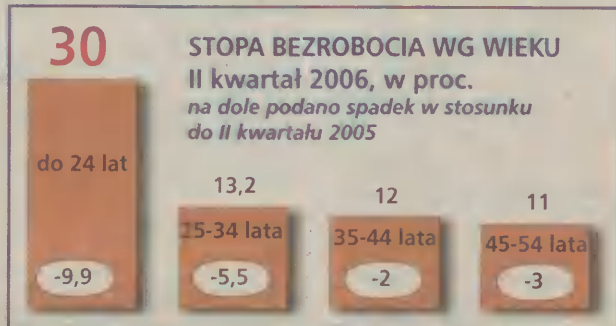 30
STOPA BEZROBOCIA WG WIEKU
II kwartał 2006, w proc.
na dole podano spadek w stosunku
do II kwartału 2005
do 24 lat
13,2
12
11
25-34 lata
35-44 lata
45-54 lata
-9,9
-5,5
-2
-3